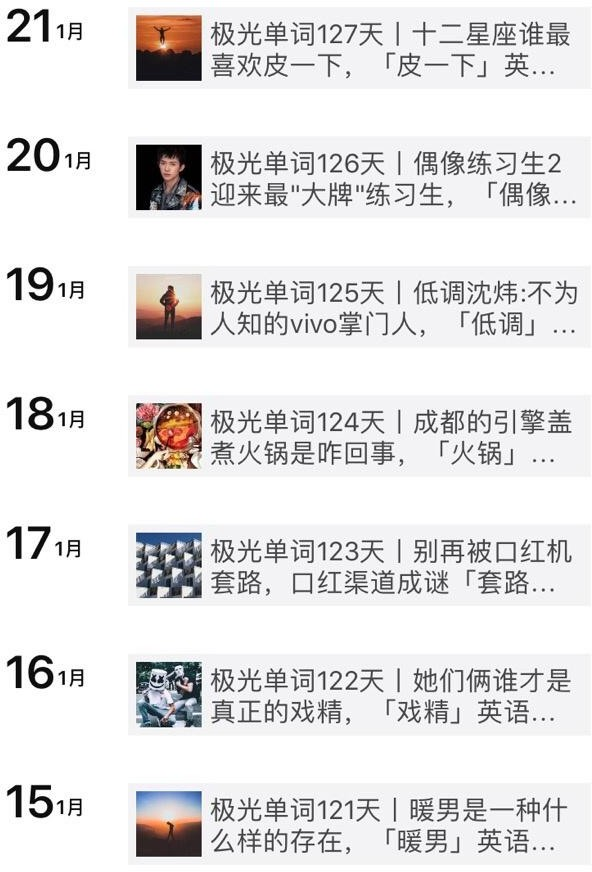 21 1月
极光单词127天丨十二星座谁最
喜欢皮一下，「皮一下」英...
20 1月
极光单词126天丨偶像练习生2
迎来最"大牌"练习生，「偶像...
19 1月
极光单词125天丨低调沈炜:不为
人知的vivo掌门人，「低调」...
18 1月
极光单词124天丨成都的引擎盖
煮火锅是咋回事，「火锅」...
17 1月
极光单词123天丨别再被口红机
套路，口红渠道成谜「套路...
16 1月
极光单词122天丨她们俩谁才是
真正的戏精，「戏精」英语...
15 1月
极光单词121天丨暖男是一种什
么样的存在，「暖男」英语...